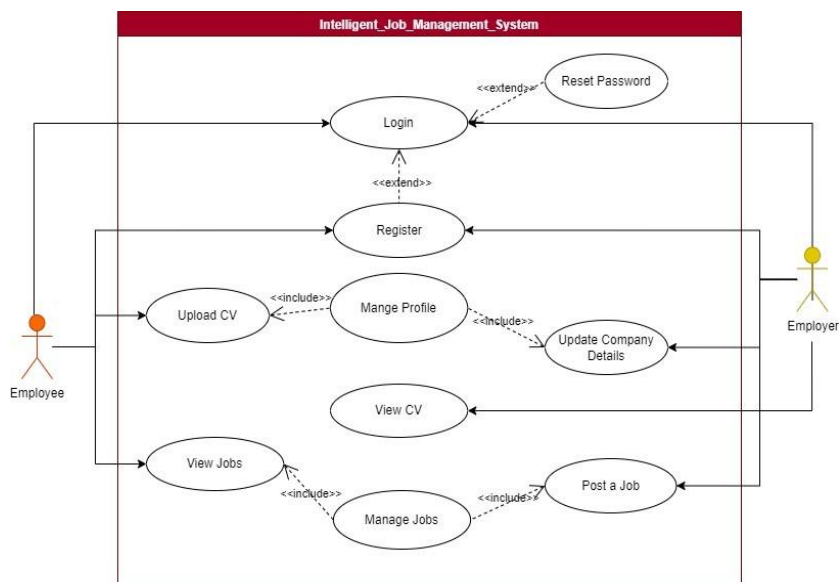 Intelligent_Job_Management_System
Reset Password
<<extend>>
Login
<<extend>>
Register
Mange Profile
<<include>>
Upload CV
<<include>>
Update Company
Details
Employer
Employee
View CV
View Jobs
Post a Job
<<include>>
<<include>>
Manage Jobs